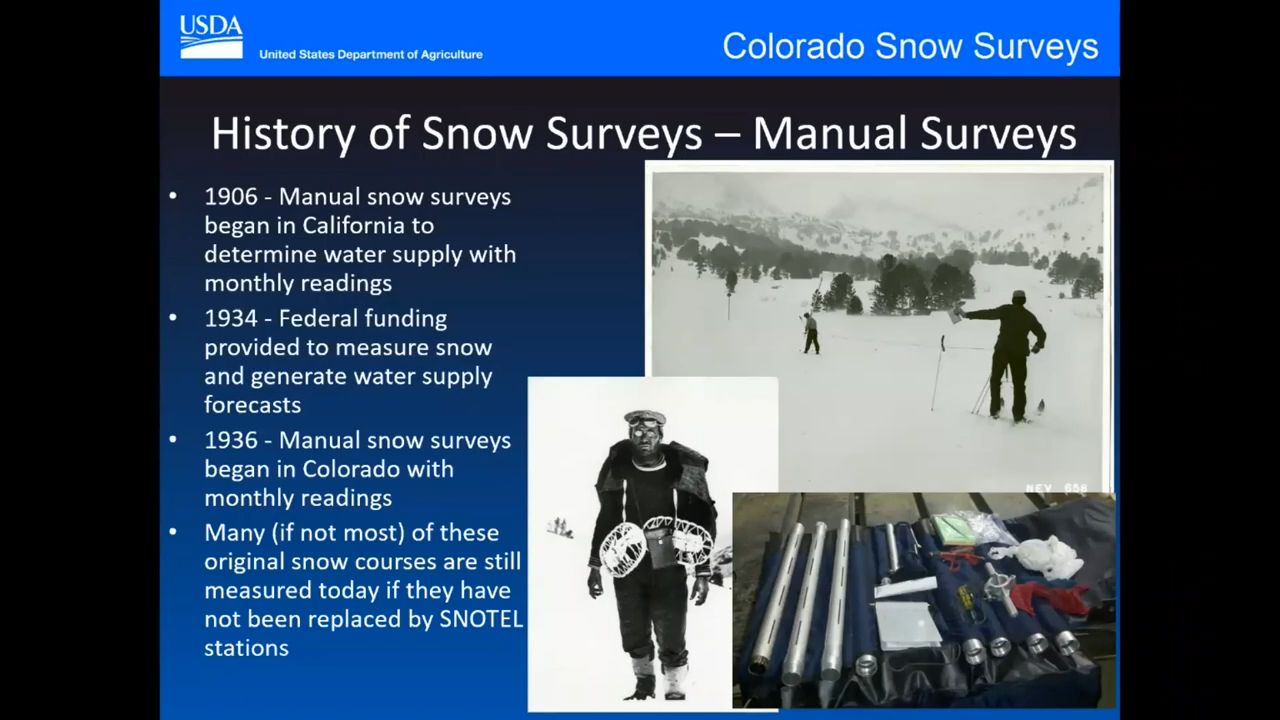 USDA
United States Department of Agriculture
Colorado Snow Surveys
History of Snow Surveys – Manual Surveys
• 1906 - Manual snow surveys
began in California to
determine water supply with
monthly readings
• 1934 - Federal funding
provided to measure snow
and generate water supply
forecasts
• 1936 - Manual snow surveys
began in Colorado with
monthly readings
• Many (if not most) of these
original snow courses are still
measured today if they have
not been replaced by SNOTEL
stations
NEV 658